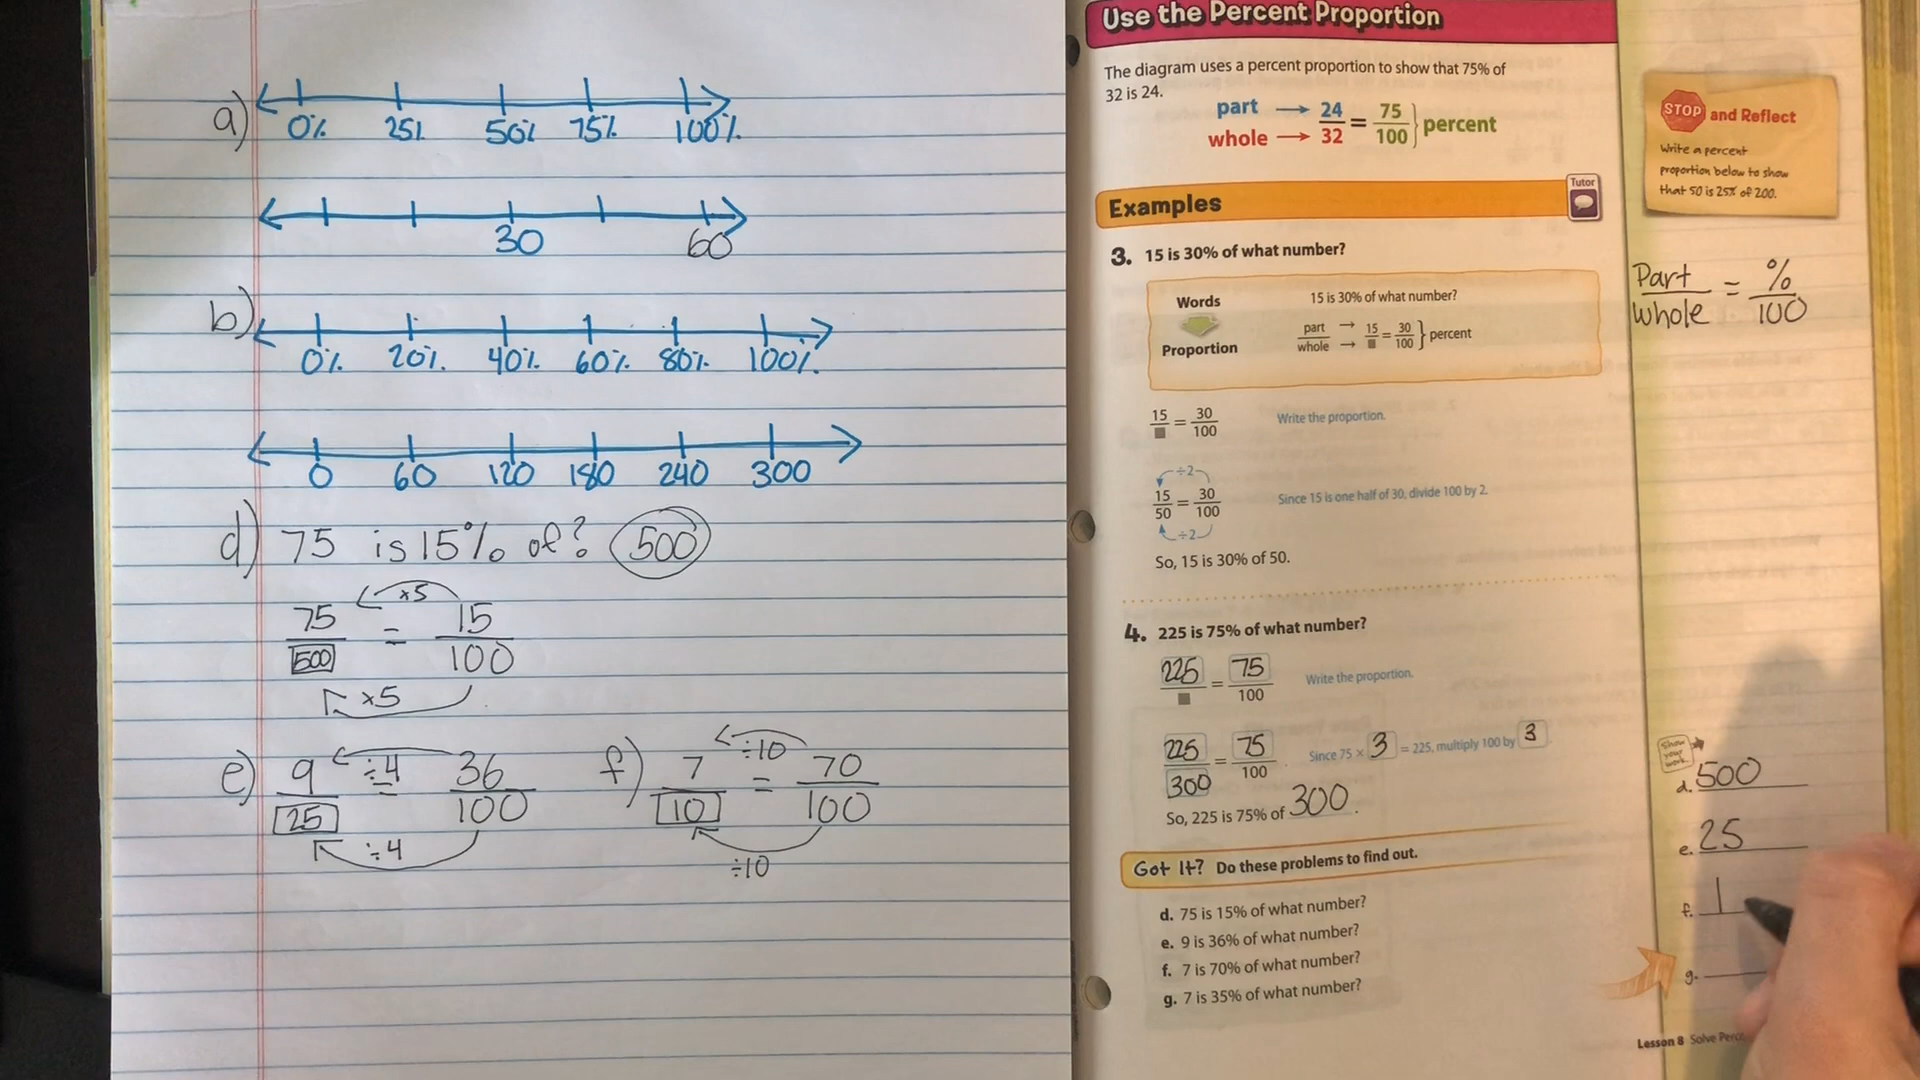 a)
0% 25% 50% 75% 100%
30 60
b)
0% 20% 40% 60% 80% 100%
0 60 120 180 240 300
d) 75 is 15% of? 500
×5
75/500 = 15/100
×5
e) 9/25 = 36/100
÷4
÷4
f) 7/10 = 70/100
÷10
÷10
Use the Percent Proportion
The diagram uses a percent proportion to show that 75% of
32 is 24.
part → 24/32 = 75/100 } percent
whole →
Examples
Tutor
3. 15 is 30% of what number?
Words 15 is 30% of what number?
Proportion part/whole → 15/■ = 30/100 } percent
15/■ = 30/100 Write the proportion.
÷2
15/50 = 30/100 Since 15 is one half of 30, divide 100 by 2.
÷2
So, 15 is 30% of 50.
4. 225 is 75% of what number?
225/■ = 75/100 Write the proportion.
225/300 = 75/100 Since 75 × 3 = 225, multiply 100 by 3.
So, 225 is 75% of 300.
Got It? Do these problems to find out.
d. 75 is 15% of what number?
e. 9 is 36% of what number?
f. 7 is 70% of what number?
g. 7 is 35% of what number?
STOP and Reflect
Write a percent
proportion below to show
that 50 is 25% of 200.
Part/Whole = %/100
Show
your
work.
d. 500
e. 25
f. 1
g.
Lesson 8 Solve